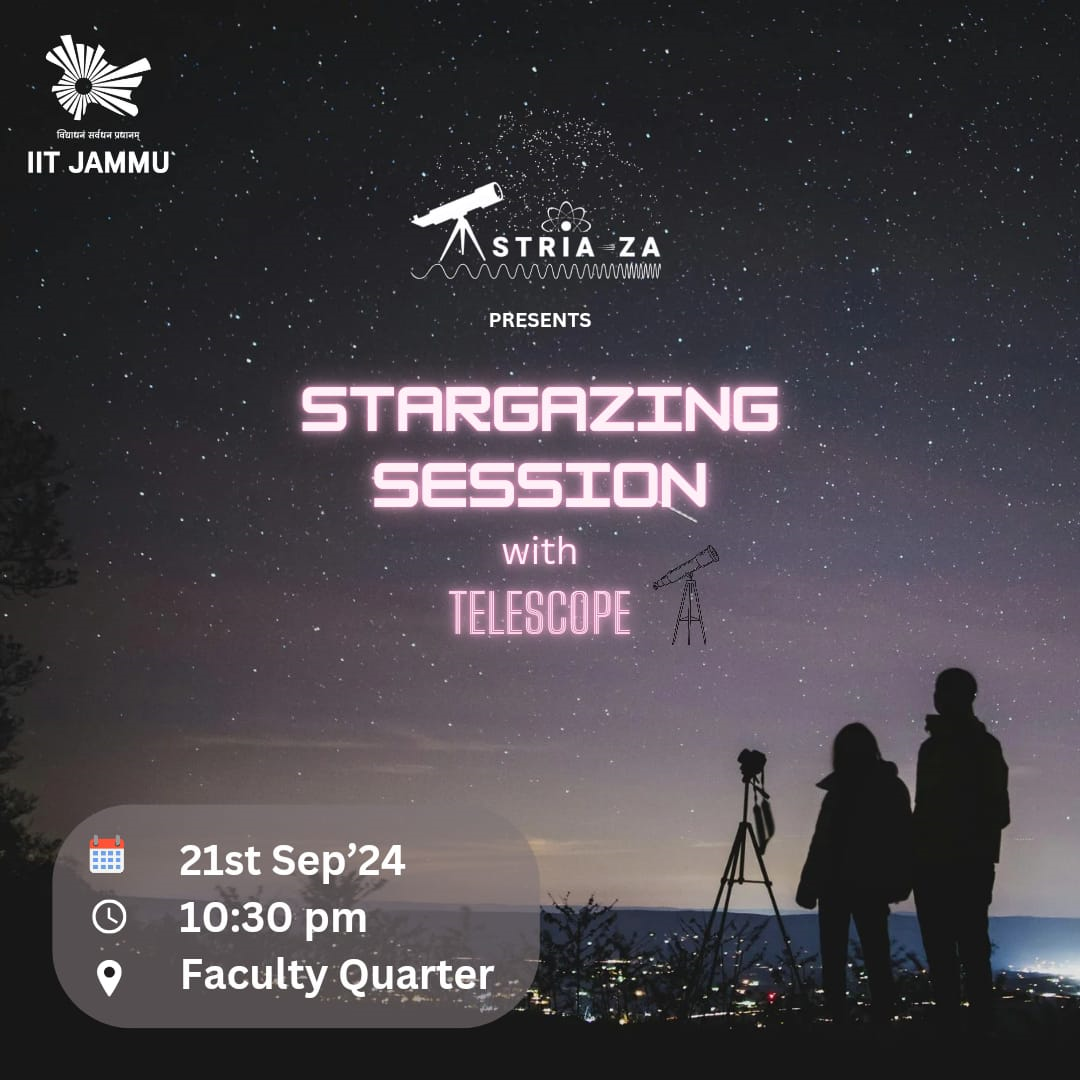 विद्याधनं सर्वधन प्रधानम्
IIT JAMMU
STRIA ZA
PRESENTS
STARGAZING
SESSION
with
TELESCOPE
21st Sep’24
10:30 pm
Faculty Quarter